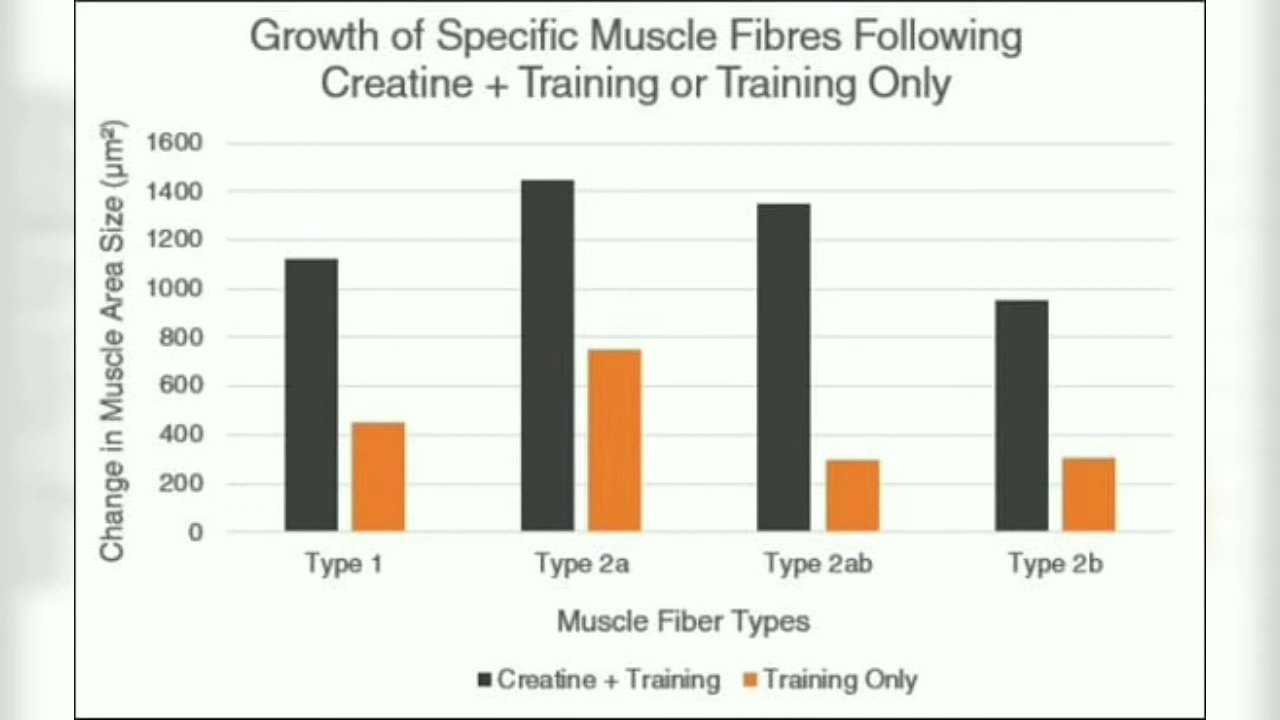 Growth of Specific Muscle Fibres Following
Creatine + Training or Training Only
Change in Muscle Area Size (µm²)
1600
1400
1200
1000
800
600
400
200
0
Type 1 Type 2a Type 2ab Type 2b
Muscle Fiber Types
Creatine + Training Training Only